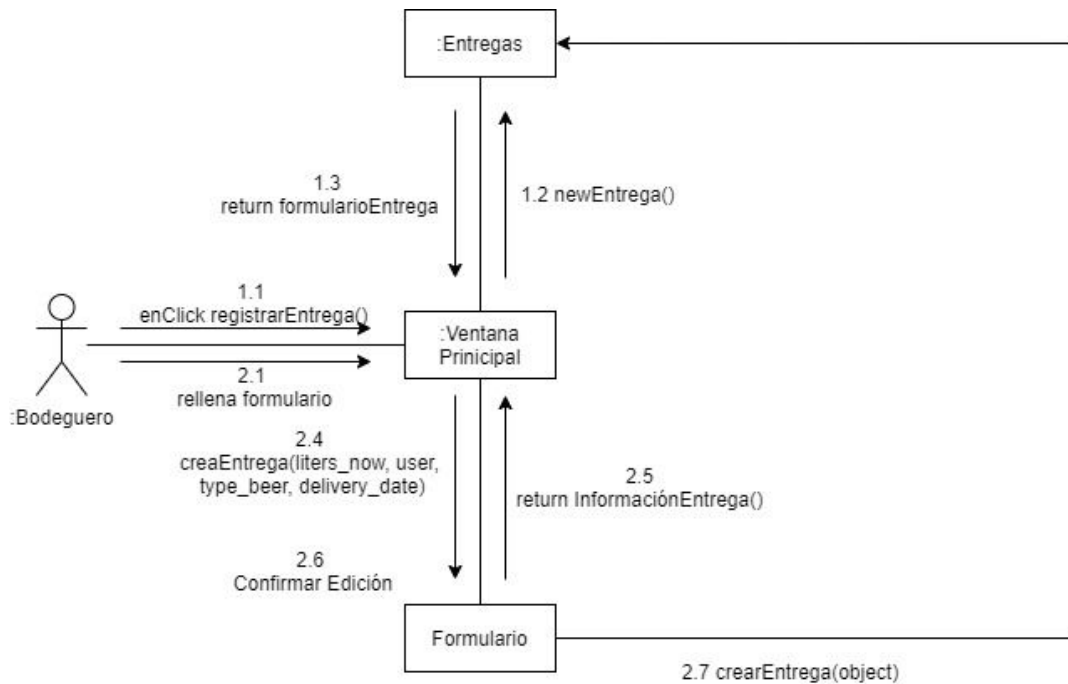 :Entregas
1.3
return formularioEntrega
1.2 newEntrega()
1.1
enClick registrarEntrega()
:Ventana
Prinicipal
2.1
rellena formulario
:Bodeguero
2.4
creaEntrega(liters_now, user,
type_beer, delivery_date)
2.5
return InformaciónEntrega()
2.6
Confirmar Edición
Formulario
2.7 crearEntrega(object)